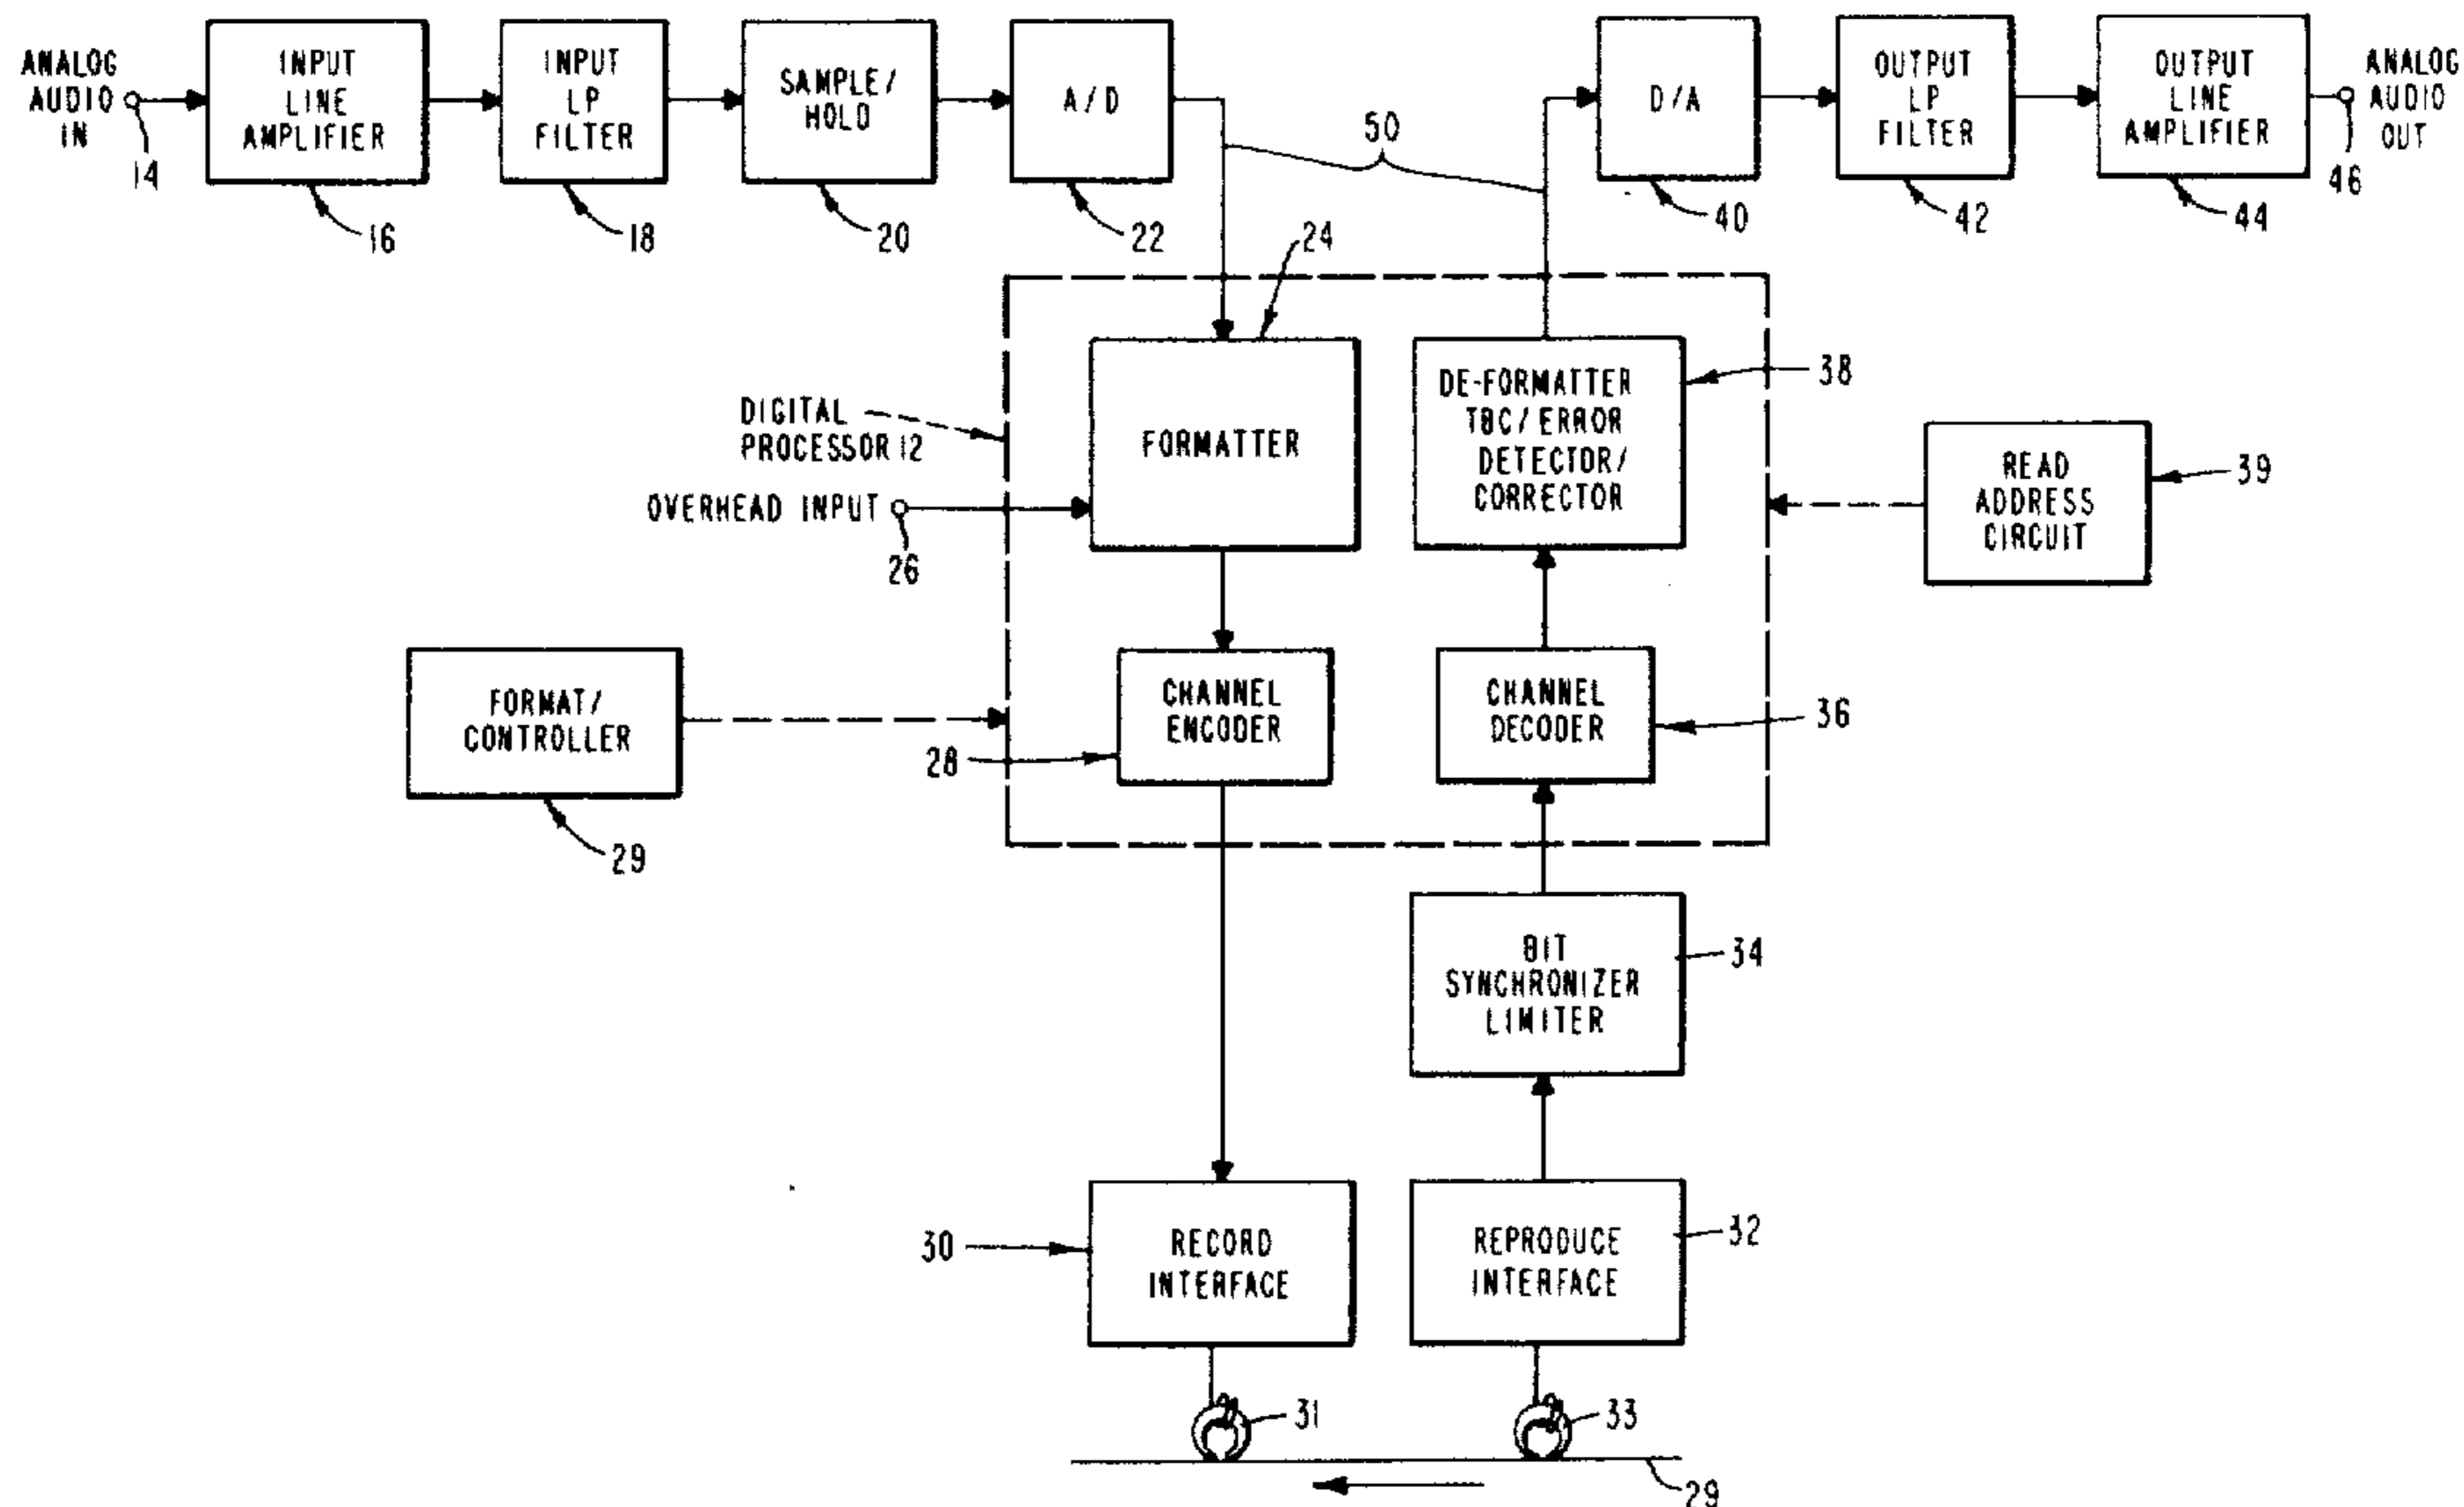 ANALOG
AUDIO
IN
14
INPUT
LINE
AMPLIFIER
16
INPUT
LP
FILTER
18
SAMPLE/
HOLD
20
A/D
22
50
D/A
40
OUTPUT
LP
FILTER
42
OUTPUT
LINE
AMPLIFIER
44
ANALOG
AUDIO
OUT
46
24
DIGITAL
PROCESSOR 12
FORMATTER
DE-FORMATTER
TBC/ERROR
DETECTOR/
CORRECTOR
38
OVERHEAD INPUT
26
READ
ADDRESS
CIRCUIT
39
FORMAT/
CONTROLLER
29
CHANNEL
ENCODER
28
CHANNEL
DECODER
36
BIT
SYNCHRONIZER
LIMITER
34
30
RECORD
INTERFACE
REPRODUCE
INTERFACE
32
31
33
29